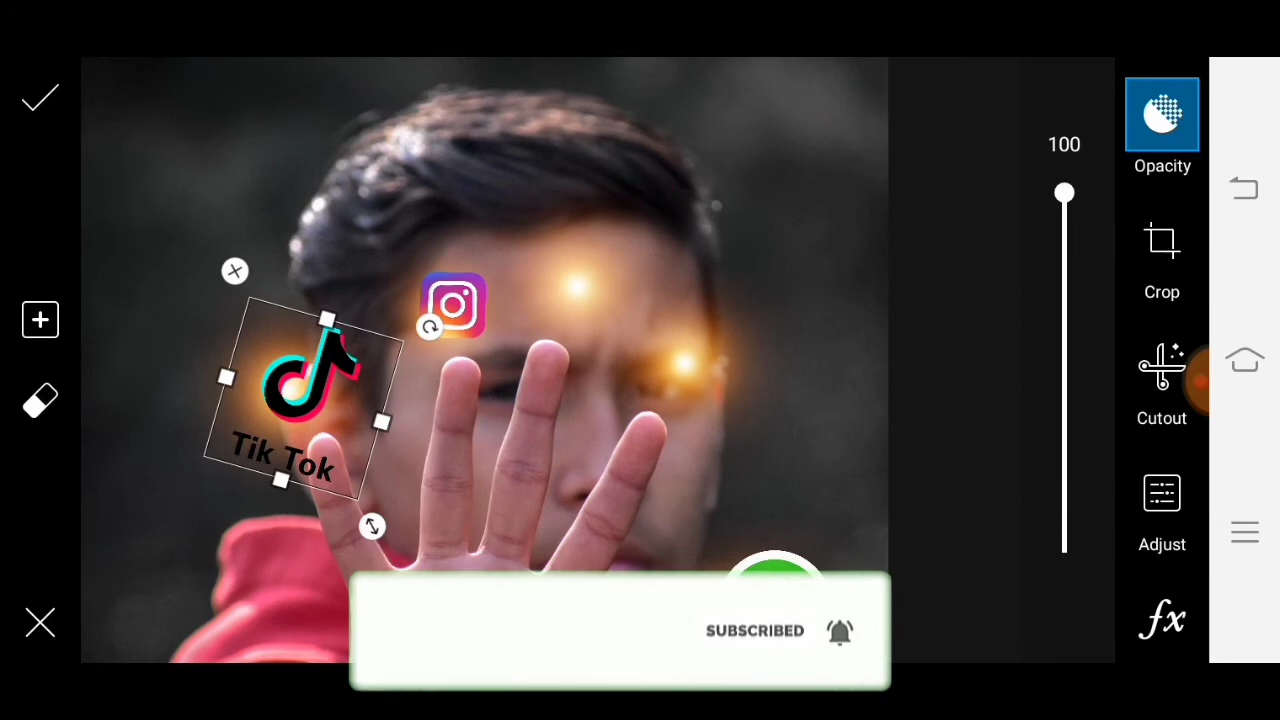 100
Opacity
Crop
Cutout
Adjust
fx
Tik Tok
SUBSCRIBED